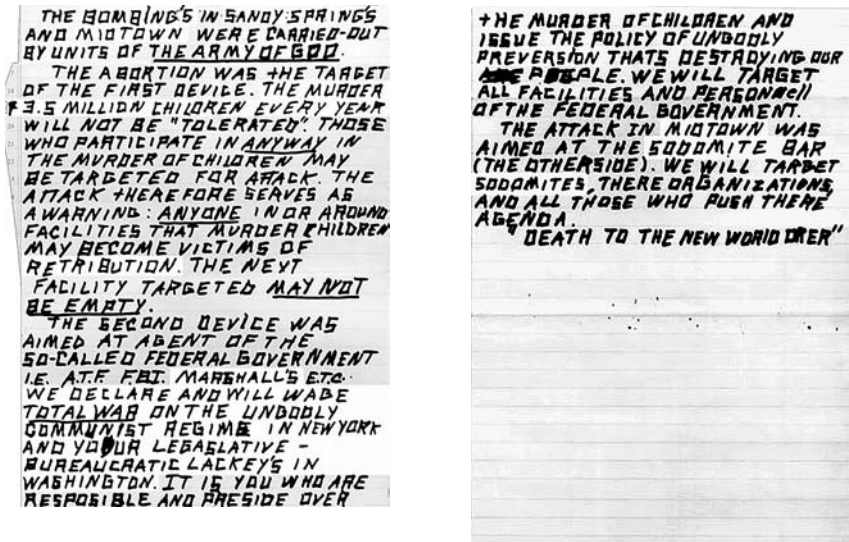 THE BOMBING'S IN SANDY SPRING'S
AND MIDTOWN WERE CARRIED-OUT
BY UNITS OF THE ARMY OF GOD.
THE ABORTION WAS THE TARGET
OF THE FIRST DEVICE. THE MURDER
3.5 MILLION CHILDREN EVERY YEAR
WILL NOT BE "TOLERATED". THOSE
WHO PARTICIPATE IN ANYWAY IN
THE MURDER OF CHILDREN MAY
BE TARGETED FOR ATTACK. THE
ATTACK THEREFORE SERVES AS
A WARNING: ANYONE IN OR AROUND
FACILITIES THAT MURDER CHILDREN
MAY BECOME VICTIMS OF
RETRIBUTION. THE NEXT
FACILITY TARGETED MAY NOT
BE EMPTY.
THE SECOND DEVICE WAS
AIMED AT AGENT OF THE
SO-CALLED FEDERAL GOVERNMENT
I.E. A.T.F. F.B.I. MARSHALL'S E.T.C.
WE DECLARE AND WILL WAGE
TOTAL WAR ON THE UNGODLY
COMMUNIST REGIME IN NEW YORK
AND YOUR LEGASLATIVE -
BUREAUCRATIC LACKEY'S IN
WASHINGTON. IT IS YOU WHO ARE
RESPOSIBLE AND PRESIDE OVER
THE MURDER OF CHILDREN AND
ISSUE THE POLICY OF UNGODLY
PREVERSION THATS DESTROYING OUR
PEOPLE. WE WILL TARGET
ALL FACILITIES AND PERSONnell
OF THE FEDERAL GOVERNMENT.
THE ATTACK IN MIDTOWN WAS
AIMED AT THE SODOMITE BAR
(THE OTHERSIDE). WE WILL TARGET
SODOMITES, THERE ORGANIZATIONS,
AND ALL THOSE WHO PUSH THERE
AGENDA.
"DEATH TO THE NEW WORLD ORER"